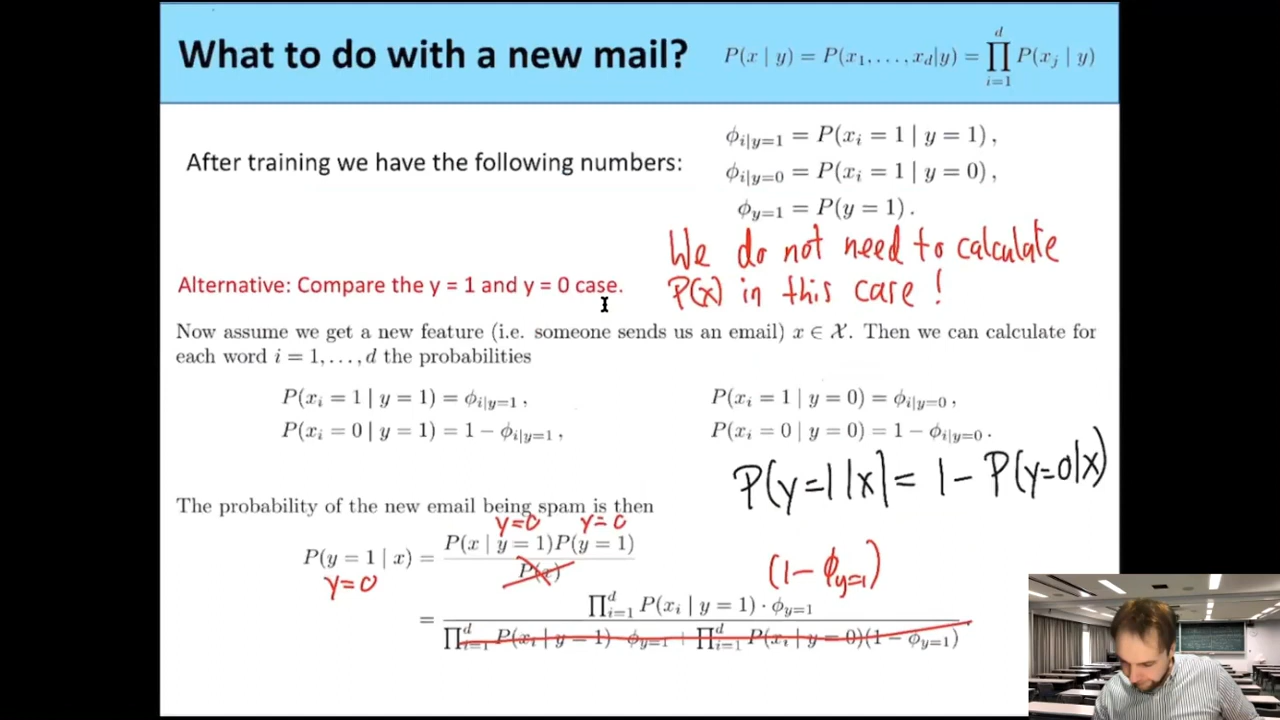 What to do with a new mail?
P(x | y) = P(x₁, . . . , x_d|y) = ∏_{i=1}^{d} P(x_j | y)
After training we have the following numbers:
ϕ_{i|y=1} = P(x_i = 1 | y = 1) ,
ϕ_{i|y=0} = P(x_i = 1 | y = 0) ,
ϕ_{y=1} = P(y = 1) .
We do not need to calculate
P(x) in this case !
Alternative: Compare the y = 1 and y = 0 case.
Now assume we get a new feature (i.e. someone sends us an email) x ∈ 𝒳. Then we can calculate for
each word i = 1, . . . , d the probabilities
P(x_i = 1 | y = 1) = ϕ_{i|y=1} ,
P(x_i = 1 | y = 0) = ϕ_{i|y=0} ,
P(x_i = 0 | y = 1) = 1 − ϕ_{i|y=1} ,
P(x_i = 0 | y = 0) = 1 − ϕ_{i|y=0} .
P(y=1|x) = 1 − P(y=0|x)
The probability of the new email being spam is then
y=0 y=0
P(y = 1 | x) = P(x | y = 1)P(y = 1) / P(x)
y=0
(1− ϕ_{y=1})
= ∏_{i=1}^{d} P(x_i | y = 1) · ϕ_{y=1} / ∏_{i=1}^{d} P(x_i | y = 1) · ϕ_{y=1} + ∏_{i=1}^{d} P(x_i | y = 0)(1 − ϕ_{y=1})